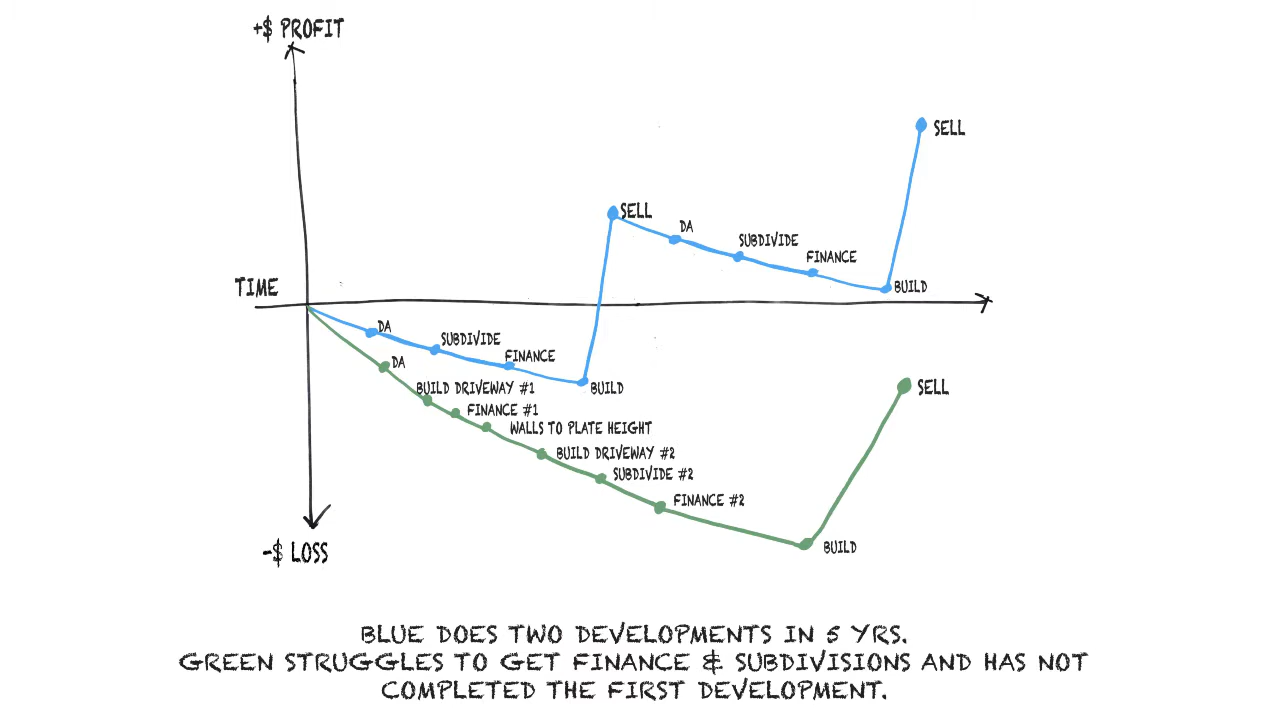 +$ PROFIT
SELL
SELL
DA
SUBDIVIDE
FINANCE
BUILD
TIME
DA
SUBDIVIDE
FINANCE
BUILD
DA
BUILD DRIVEWAY #1
FINANCE #1
WALLS TO PLATE HEIGHT
BUILD DRIVEWAY #2
SUBDIVIDE #2
FINANCE #2
BUILD
SELL
-$ LOSS
BLUE DOES TWO DEVELOPMENTS IN 5 YRS.
GREEN STRUGGLES TO GET FINANCE & SUBDIVISIONS AND HAS NOT
COMPLETED THE FIRST DEVELOPMENT.